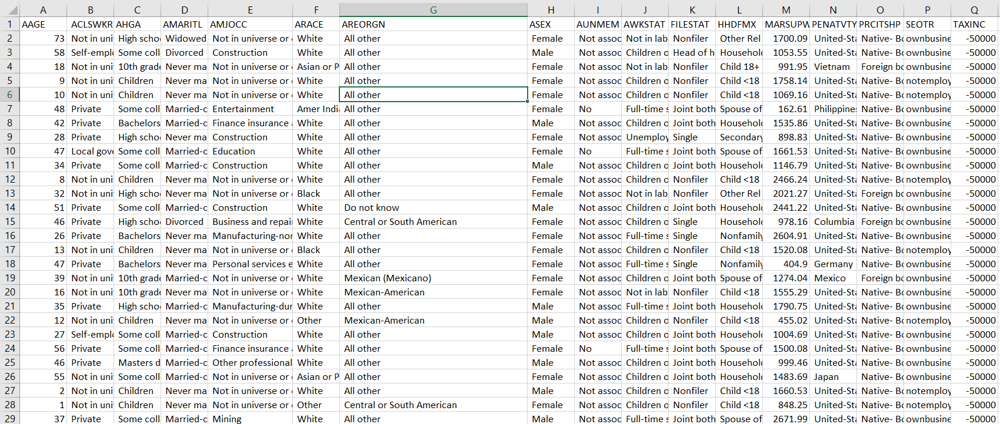 A B C D E F G H I J K L M N O P Q
1 AAGE ACLSWKR AHGA AMARITL AMJOCC ARACE AREORGN ASEX AUNMEM AWKSTAT FILESTAT HHDFMX MARSUPW PENATVTY PRCITSHP SEOTR TAXINC
2 73 Not in uni High scho Widowed Not in universe or White All other Female Not assoc Not in lab Nonfiler Other Rel 1700.09 United-Sta Native- Bo ownbusine -50000
3 58 Self-emplo Some coll Divorced Construction White All other Male Not assoc Children o Head of h Househol 1053.55 United-Sta Native- Bo ownbusine -50000
4 18 Not in uni 10th grade Never ma Not in universe or Asian or P All other Female Not assoc Not in lab Nonfiler Child 18+ 991.95 Vietnam Foreign bo ownbusine -50000
5 9 Not in uni Children Never ma Not in universe or White All other Female Not assoc Children o Nonfiler Child <18 1758.14 United-Sta Native- Bo notemploy -50000
6 10 Not in uni Children Never ma Not in universe or White All other Female Not assoc Children o Nonfiler Child <18 1069.16 United-Sta Native- Bo notemploy -50000
7 48 Private Some coll Married-c Entertainment Amer India All other Female No Full-time s Joint both Spouse of 162.61 Philippines Native- Bo ownbusine -50000
8 42 Private Bachelors Married-c Finance insurance a White All other Male Not assoc Children o Joint both Househol 1535.86 United-Sta Native- Bo ownbusine -50000
9 28 Private High scho Never ma Construction White All other Female Not assoc Unemploy Single Secondary 898.83 United-Sta Native- Bo ownbusine -50000
10 47 Local gove Some coll Married-c Education White All other Female No Full-time s Joint both Spouse of 1661.53 United-Sta Native- Bo ownbusine -50000
11 34 Private Some coll Married-c Construction White All other Male Not assoc Children o Joint both Househol 1146.79 United-Sta Native- Bo ownbusine -50000
12 8 Not in uni Children Never ma Not in universe or White All other Female Not assoc Children o Nonfiler Child <18 2466.24 United-Sta Native- Bo notemploy -50000
13 32 Not in uni High scho Never ma Not in universe or Black All other Female Not assoc Not in lab Nonfiler Other Rel 2021.27 United-Sta Foreign bo ownbusine -50000
14 51 Private Some coll Married-c Construction White Do not know Male Not assoc Children o Joint both Househol 2441.22 United-Sta Native- Bo ownbusine -50000
15 46 Private High scho Divorced Business and repai White Central or South American Female Not assoc Children o Single Househol 978.16 Columbia Foreign bo ownbusine -50000
16 26 Private Bachelors Never ma Manufacturing-non White All other Female Not assoc Full-time s Single Nonfamily 2604.91 United-Sta Native- Bo ownbusine -50000
17 13 Not in uni Children Never ma Not in universe or Black All other Female Not assoc Children o Nonfiler Child <18 1520.08 United-Sta Native- Bo notemploy -50000
18 47 Private Bachelors Never ma Personal services e White All other Female Not assoc Full-time s Single Nonfamily 404.9 Germany Native- Bo ownbusine -50000
19 39 Not in uni 10th grade Married-c Not in universe or White Mexican (Mexicano) Female Not assoc Children o Joint both Spouse of 1274.04 Mexico Foreign bo ownbusine -50000
20 16 Not in uni 10th grade Never ma Not in universe or White Mexican-American Female Not assoc Not in lab Nonfiler Child <18 1555.29 United-Sta Native- Bo ownbusine -50000
21 35 Private High scho Married-c Manufacturing-dur White All other Male Not assoc Full-time s Joint both Househol 1790.75 United-Sta Native- Bo ownbusine -50000
22 12 Not in uni Children Never ma Not in universe or Other Mexican-American Male Not assoc Children o Nonfiler Child <18 455.02 United-Sta Native- Bo notemploy -50000
23 27 Self-emplo Some coll Married-c Construction White All other Male Not assoc Children o Joint both Househol 1004.69 United-Sta Native- Bo ownbusine -50000
24 56 Private Some coll Married-c Finance insurance a White All other Female No Full-time s Joint both Spouse of 1500.08 United-Sta Native- Bo ownbusine -50000
25 46 Private Masters d Married-c Other professional White All other Male Not assoc Children o Joint both Househol 999.46 United-Sta Native- Bo ownbusine -50000
26 55 Not in uni Some coll Married-c Not in universe or Asian or P All other Female Not assoc Children o Joint both Househol 1483.69 Japan Native- Bo ownbusine -50000
27 2 Not in uni Children Never ma Not in universe or White All other Male Not assoc Children o Nonfiler Child <18 1660.53 United-Sta Native- Bo notemploy -50000
28 1 Not in uni Children Never ma Not in universe or Other Central or South American Female Not assoc Children o Nonfiler Child <18 848.25 United-Sta Native- Bo notemploy -50000
29 37 Private Some coll Married-c Mining White All other Male Not assoc Full-time s Joint both Spouse of 2671.99 United-Sta Native- Bo ownbusine -50000